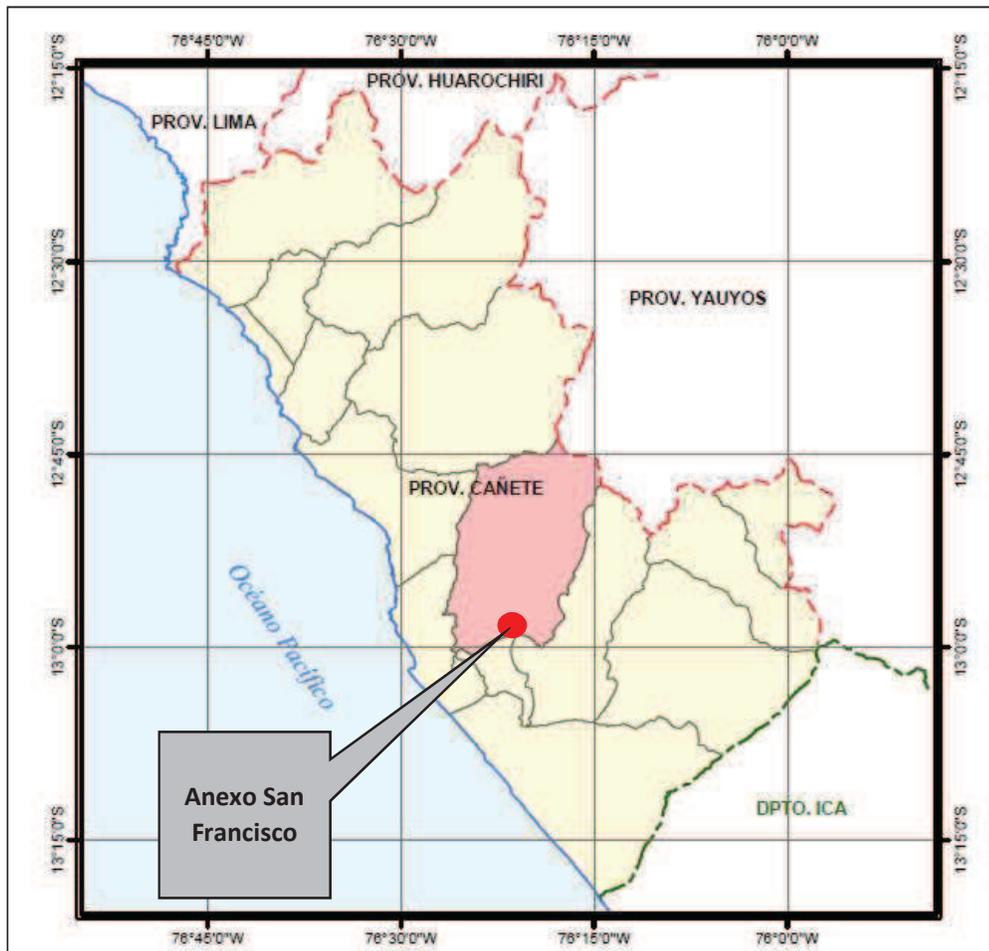 76°45'0"W
76°30'0"W
76°15'0"W
76°0'0"W
12°15'0"S
12°15'0"S
PROV. HUAROCHIRI
PROV. LIMA
12°30'0"S
12°30'0"S
PROV. YAUYOS
12°45'0"S
12°45'0"S
PROV. CAÑETE
Océano Pacífico
13°0'0"S
13°0'0"S
Anexo San
Francisco
DPTO. ICA
13°15'0"S
13°15'0"S
76°45'0"W
76°30'0"W
76°15'0"W
76°0'0"W